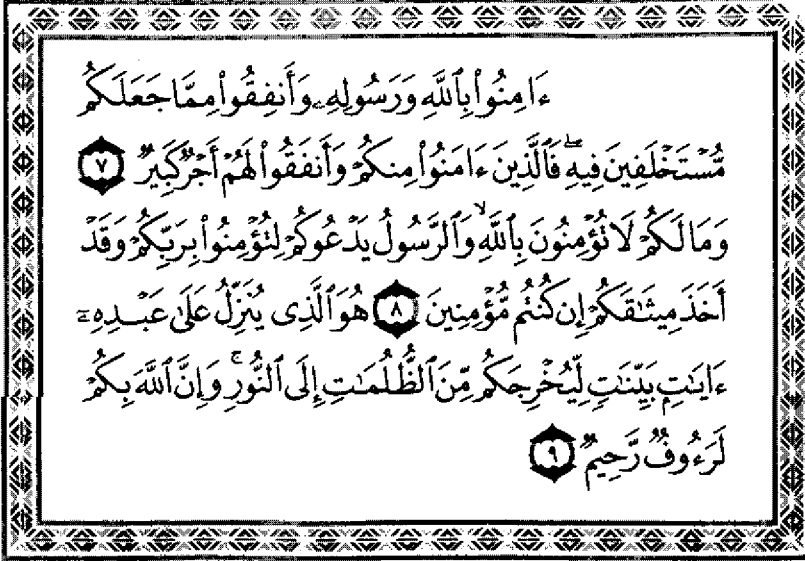 ءَامِنُوا۟ بِٱللَّهِ وَرَسُولِهِۦ وَأَنفِقُوا۟ مِمَّا جَعَلَكُم
مُّسْتَخْلَفِينَ فِيهِ ۖ فَٱلَّذِينَ ءَامَنُوا۟ مِنكُمْ وَأَنفَقُوا۟ لَهُمْ أَجْرٌ كَبِيرٌ ٧
وَمَا لَكُمْ لَا تُؤْمِنُونَ بِٱللَّهِ ۙ وَٱلرَّسُولُ يَدْعُوكُمْ لِتُؤْمِنُوا۟ بِرَبِّكُمْ وَقَدْ
أَخَذَ مِيثَٰقَكُمْ إِن كُنتُم مُّؤْمِنِينَ ٨ هُوَ ٱلَّذِى يُنَزِّلُ عَلَىٰ عَبْدِهِۦٓ
ءَايَٰتٍۭ بَيِّنَٰتٍ لِّيُخْرِجَكُم مِّنَ ٱلظُّلُمَٰتِ إِلَى ٱلنُّورِ ۚ وَإِنَّ ٱللَّهَ بِكُمْ
لَرَءُوفٌ رَّحِيمٌ ٩